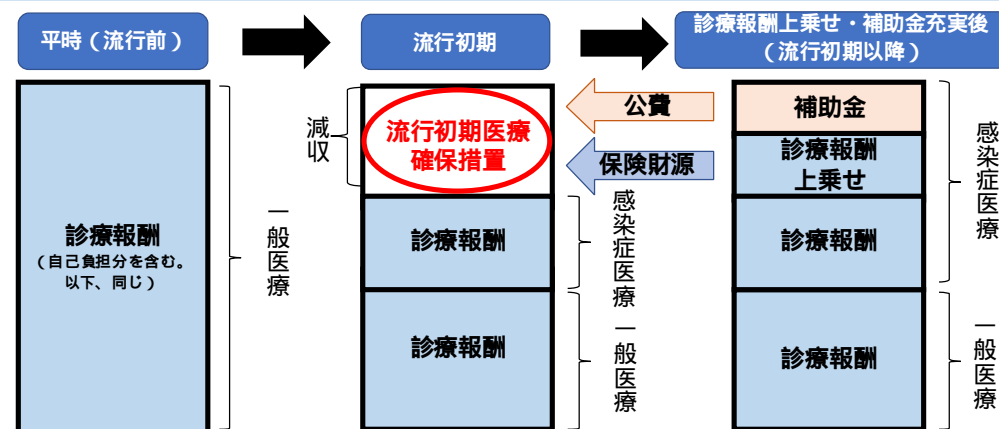 平時（流行前）
流行初期
診療報酬上乗せ・補助金充実後
（流行初期以降）
診療報酬
（自己負担分を含む。
以下、同じ）
一般医療
減収
流行初期医療
確保措置
診療報酬
診療報酬
感染症医療
一般医療
公費
保険財源
補助金
診療報酬
上乗せ
診療報酬
診療報酬
感染症医療
一般医療